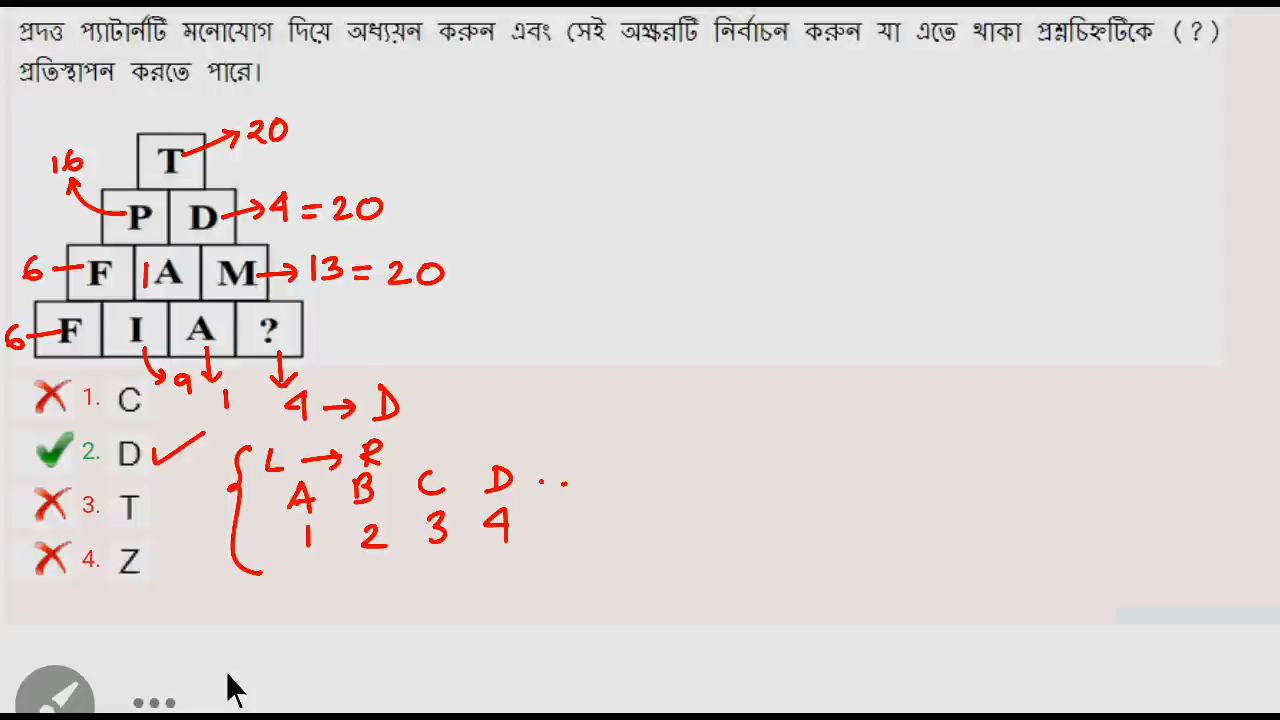 প্রদত্ত প্যাটার্নটি মনোযোগ দিয়ে অধ্যয়ন করুন এবং সেই অক্ষরটি নির্বাচন করুন যা এতে থাকা প্রশ্নচিহ্নটিকে ( ? )
প্রতিস্থাপন করতে পারে।
T → 20
16 P D → 4 = 20
6 F 1 A M → 13 = 20
6 F I A ?
9 1 4 → D
1. C
2. D ✓
3. T
4. Z
L → R
A B C D ..
1 2 3 4